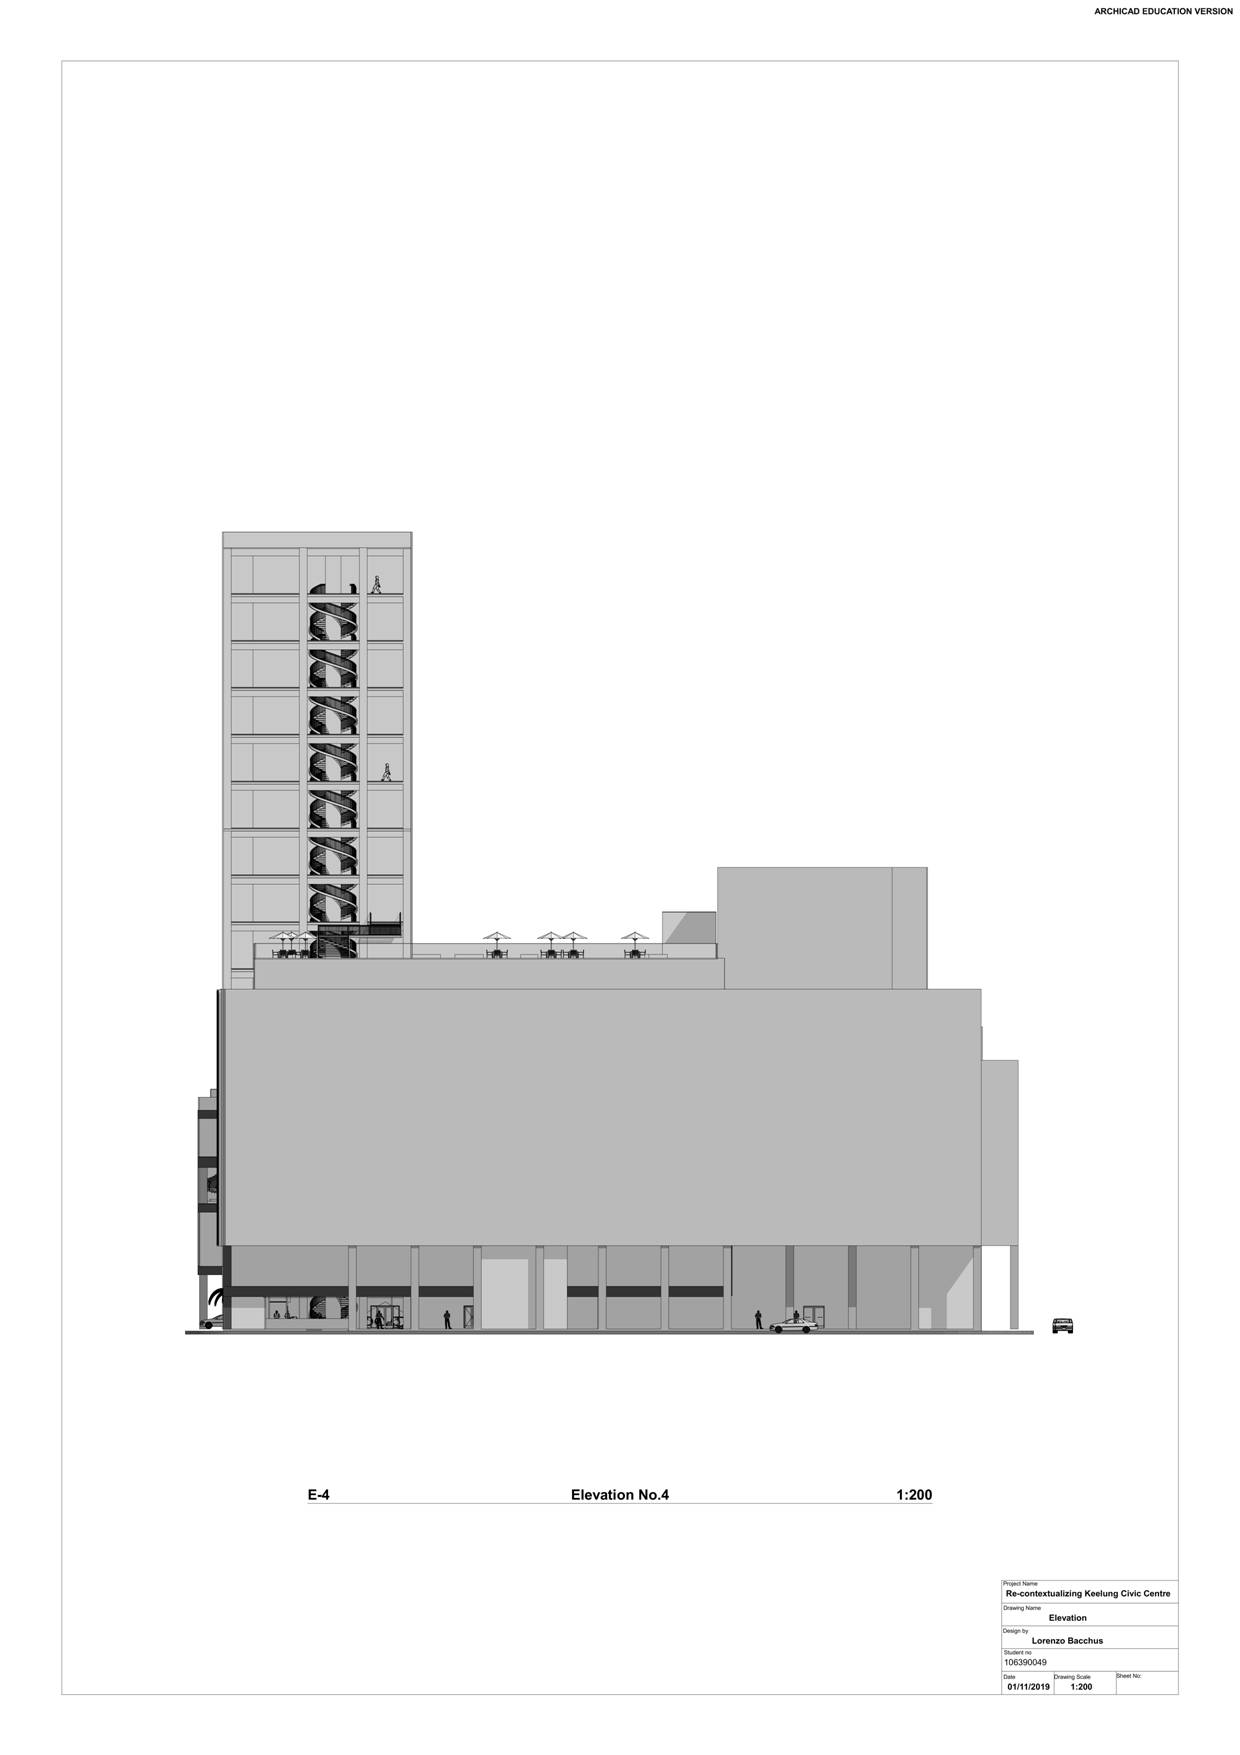 ARCHICAD EDUCATION VERSION
E-4 Elevation No.4 1:200
Project Name
Re-contextualizing Keelung Civic Centre
Drawing Name
Elevation
Design by
Lorenzo Bacchus
Student no
106390049
Date Drawing Scale Sheet No:
01/11/2019 1:200